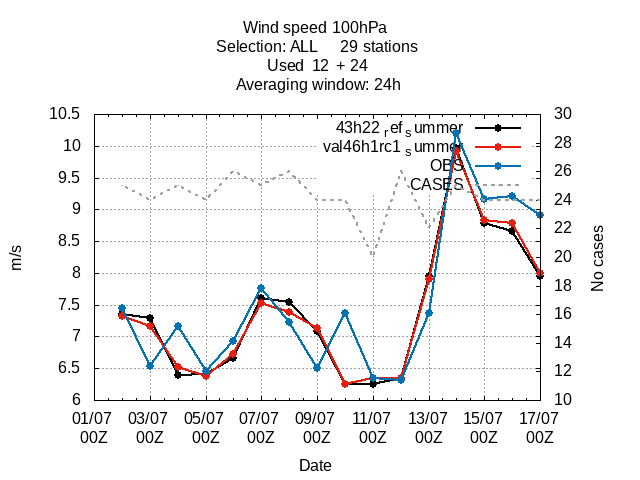 Wind speed 100hPa
Selection: ALL     29 stations
Used  12  + 24
Averaging window: 24h
43h22 ref summer
val46h1rc1 summer
OBS
CASES
10.5
10
9.5
9
8.5
8
7.5
7
6.5
6
30
28
26
24
22
20
18
16
14
12
10
m/s
No cases
01/07 03/07 05/07 07/07 09/07 11/07 13/07 15/07 17/07
00Z 00Z 00Z 00Z 00Z 00Z 00Z 00Z 00Z
Date